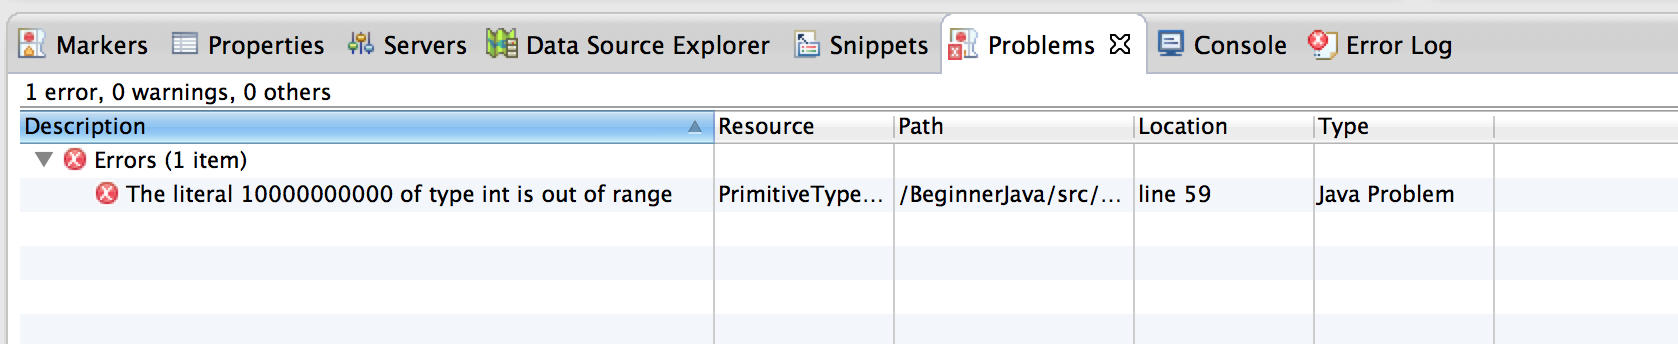 Markers Properties Servers Data Source Explorer Snippets Problems Console Error Log
1 error, 0 warnings, 0 others
Description Resource Path Location Type
Errors (1 item)
The literal 10000000000 of type int is out of range PrimitiveType... /BeginnerJava/src/... line 59 Java Problem